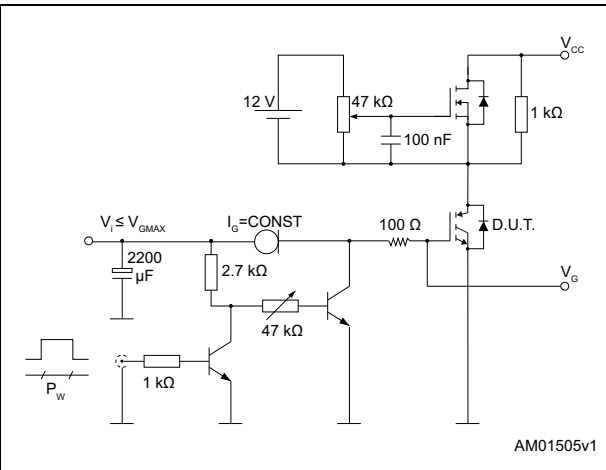 V_CC
12 V
47 kΩ
1 kΩ
100 nF
V_I ≤ V_GMAX
I_G=CONST
100 Ω
D.U.T.
2200
µF
2.7 kΩ
V_G
47 kΩ
1 kΩ
P_W
AM01505v1